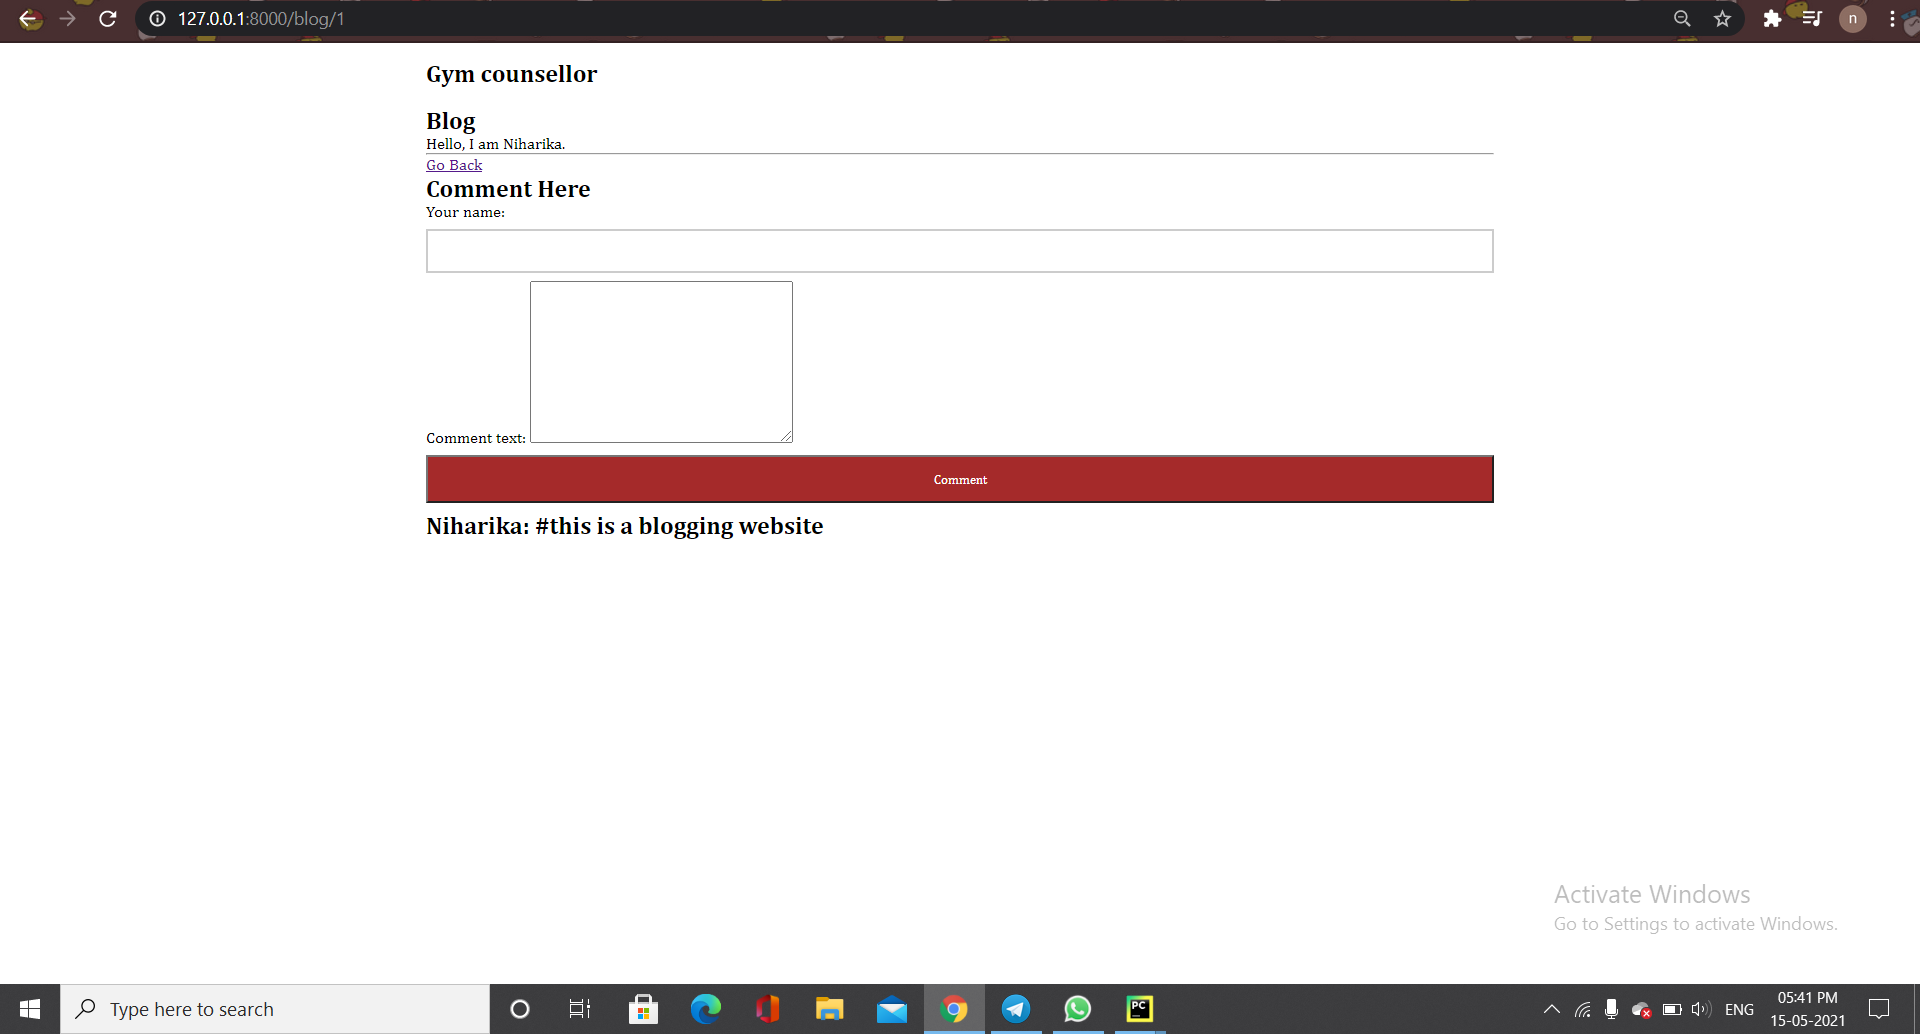 127.0.0.1:8000/blog/1
n
Gym counsellor
Blog
Hello, I am Niharika.
Go Back
Comment Here
Your name:
Comment text:
Comment
Niharika: #this is a blogging website
Activate Windows
Go to Settings to activate Windows.
Type here to search
PC
ENG
05:41 PM
15-05-2021